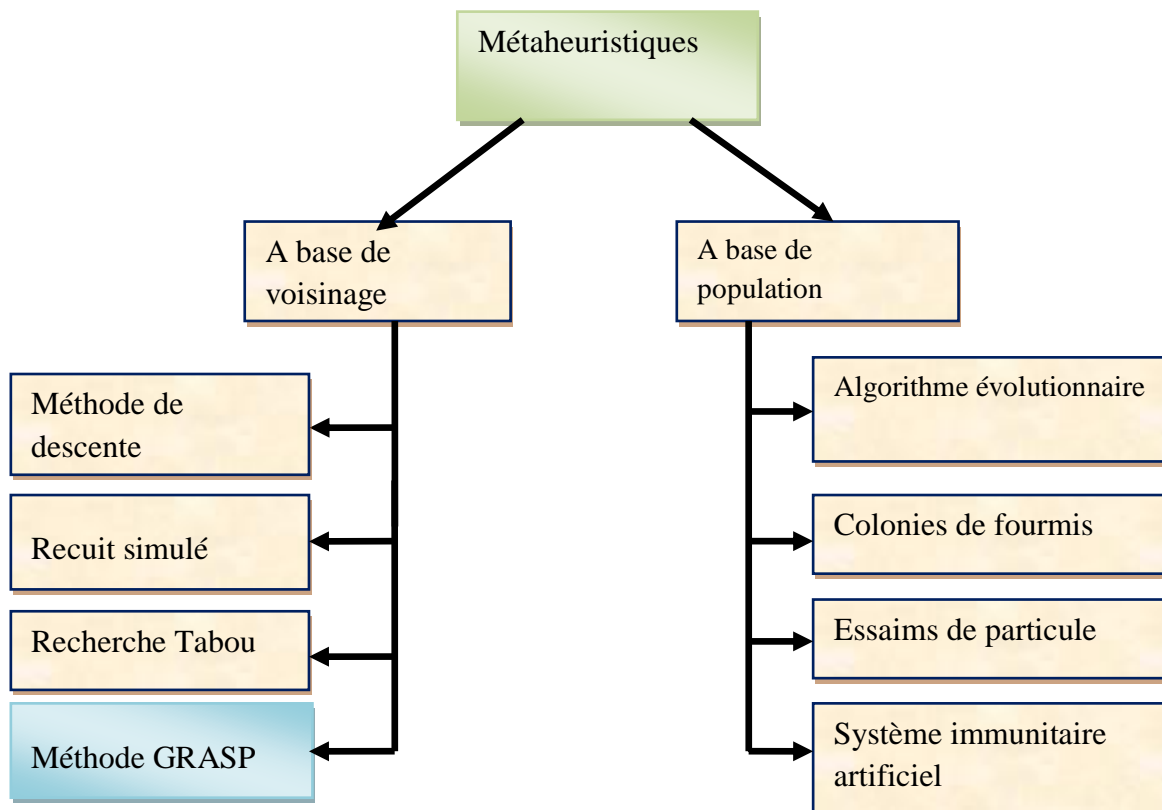 Métaheuristiques
A base de
voisinage
A base de
population
Méthode de
descente
Recuit simulé
Recherche Tabou
Méthode GRASP
Algorithme évolutionnaire
Colonies de fourmis
Essaims de particule
Système immunitaire
artificiel